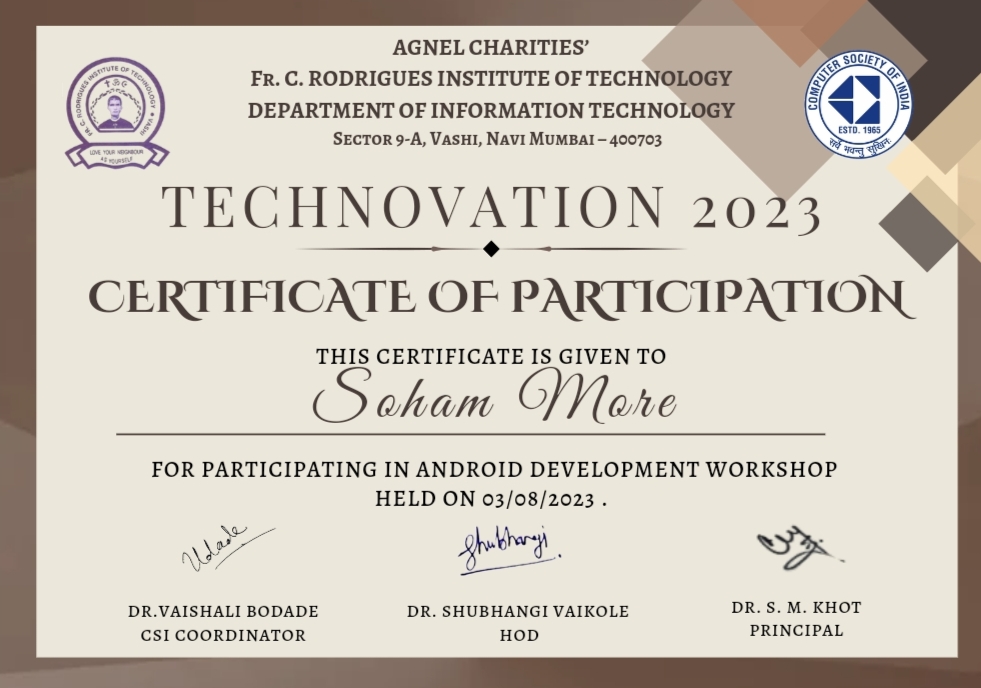 AGNEL CHARITIES'
FR. C. RODRIGUES INSTITUTE OF TECHNOLOGY
DEPARTMENT OF INFORMATION TECHNOLOGY
SECTOR 9-A, VASHI, NAVI MUMBAI – 400703
FR. C. RODRIGUES INSTITUTE OF TECHNOLOGY • VASHI
LOVE YOUR NEIGHBOUR
AS YOURSELF
COMPUTER SOCIETY OF INDIA
ESTD. 1965
सर्वे भवन्तु सुखिनः
TECHNOVATION 2023
CERTIFICATE OF PARTICIPATION
THIS CERTIFICATE IS GIVEN TO
Soham More
FOR PARTICIPATING IN ANDROID DEVELOPMENT WORKSHOP
HELD ON 03/08/2023 .
Shubhangi
DR.VAISHALI BODADE
CSI COORDINATOR
DR. SHUBHANGI VAIKOLE
HOD
DR. S. M. KHOT
PRINCIPAL